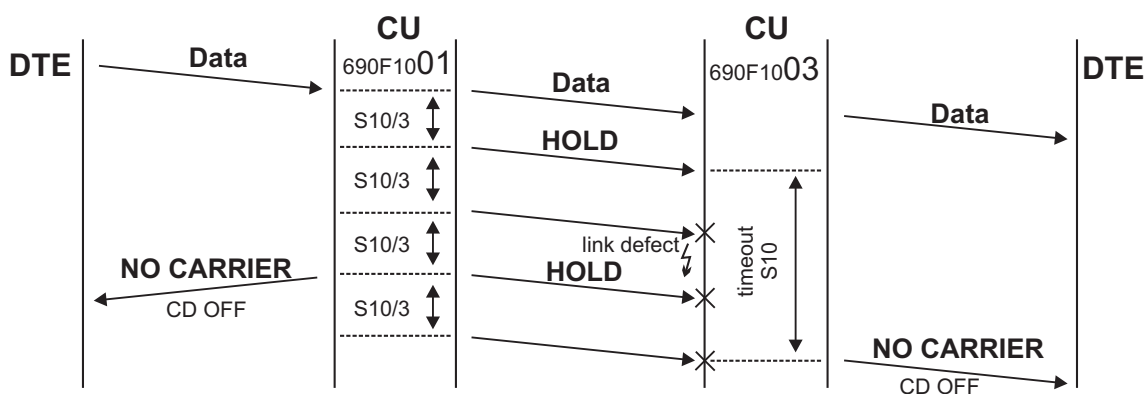 CU
CU
DTE
Data
690F1001
690F1003
DTE
Data
S10/3
Data
HOLD
S10/3
link defect
timeout
S10
S10/3
NO CARRIER
HOLD
CD OFF
S10/3
NO CARRIER
CD OFF